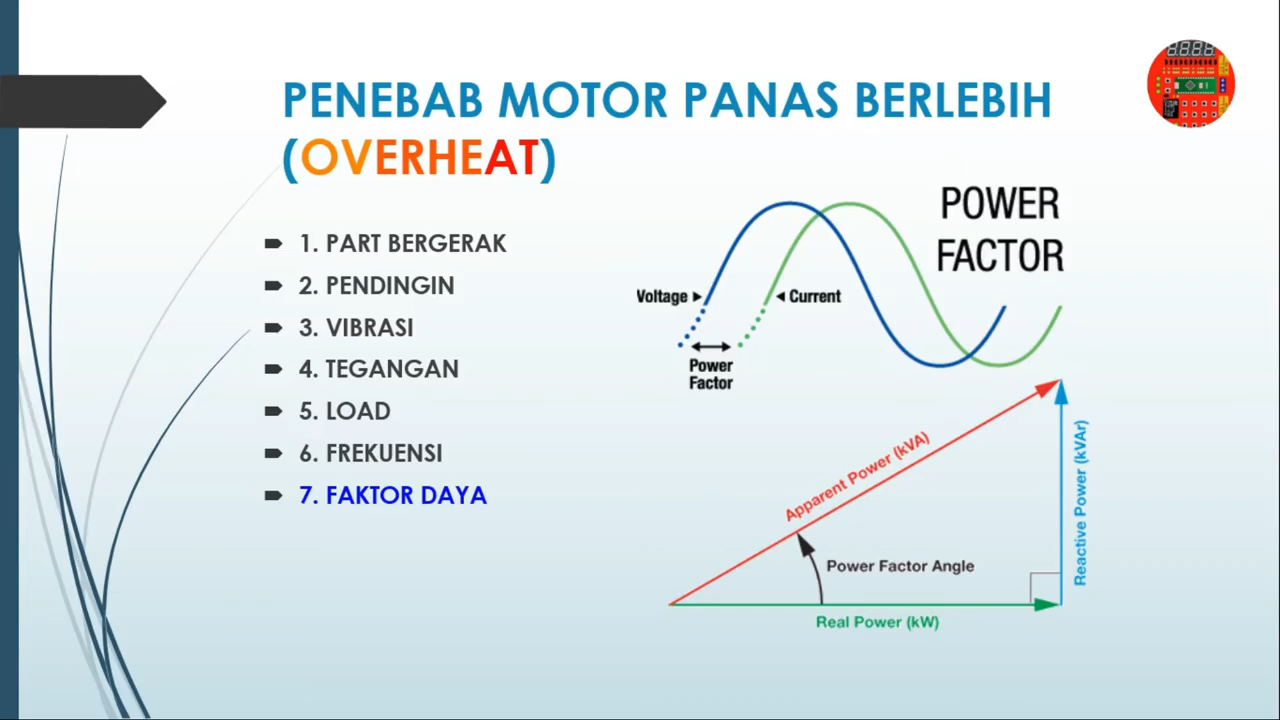 PENEBAB MOTOR PANAS BERLEBIH
(OVERHEAT)
1. PART BERGERAK
2. PENDINGIN
3. VIBRASI
4. TEGANGAN
5. LOAD
6. FREKUENSI
7. FAKTOR DAYA
POWER
FACTOR
Voltage
Current
Power
Factor
Apparent Power (kVA)
Reactive Power (kVAr)
Power Factor Angle
Real Power (kW)